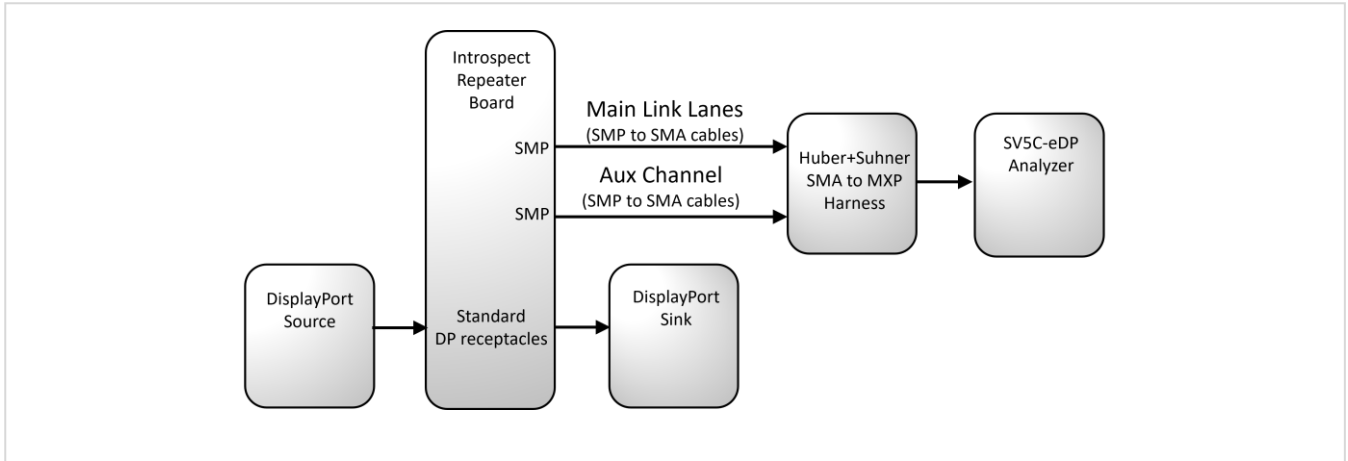 Introspect
Repeater
Board
SMP
SMP
Standard
DP receptacles
Main Link Lanes
(SMP to SMA cables)
Aux Channel
(SMP to SMA cables)
Huber+Suhner
SMA to MXP
Harness
SV5C-eDP
Analyzer
DisplayPort
Source
DisplayPort
Sink